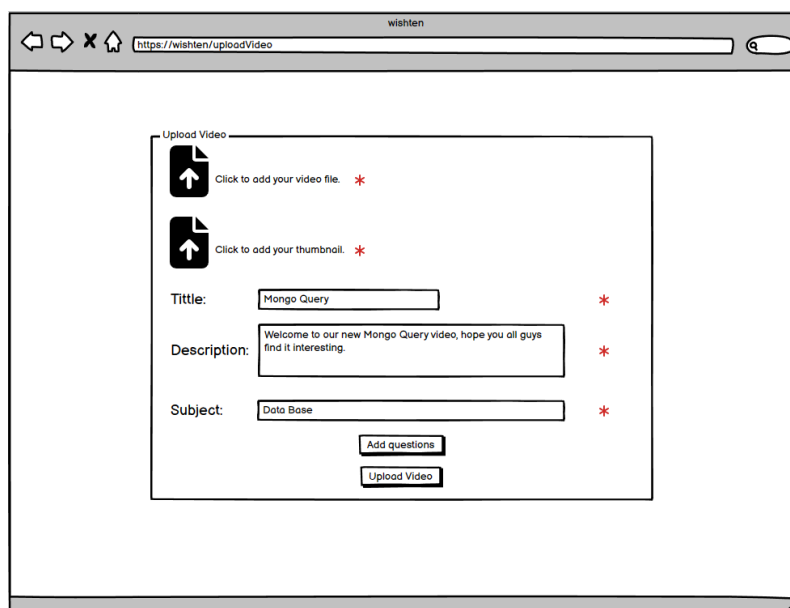 wishten
https://wishten/uploadVideo
Upload Video
Click to add your video file. *
Click to add your thumbnail. *
Tittle: Mongo Query *
Description: Welcome to our new Mongo Query video, hope you all guys
find it interesting. *
Subject: Data Base *
Add questions
Upload Video